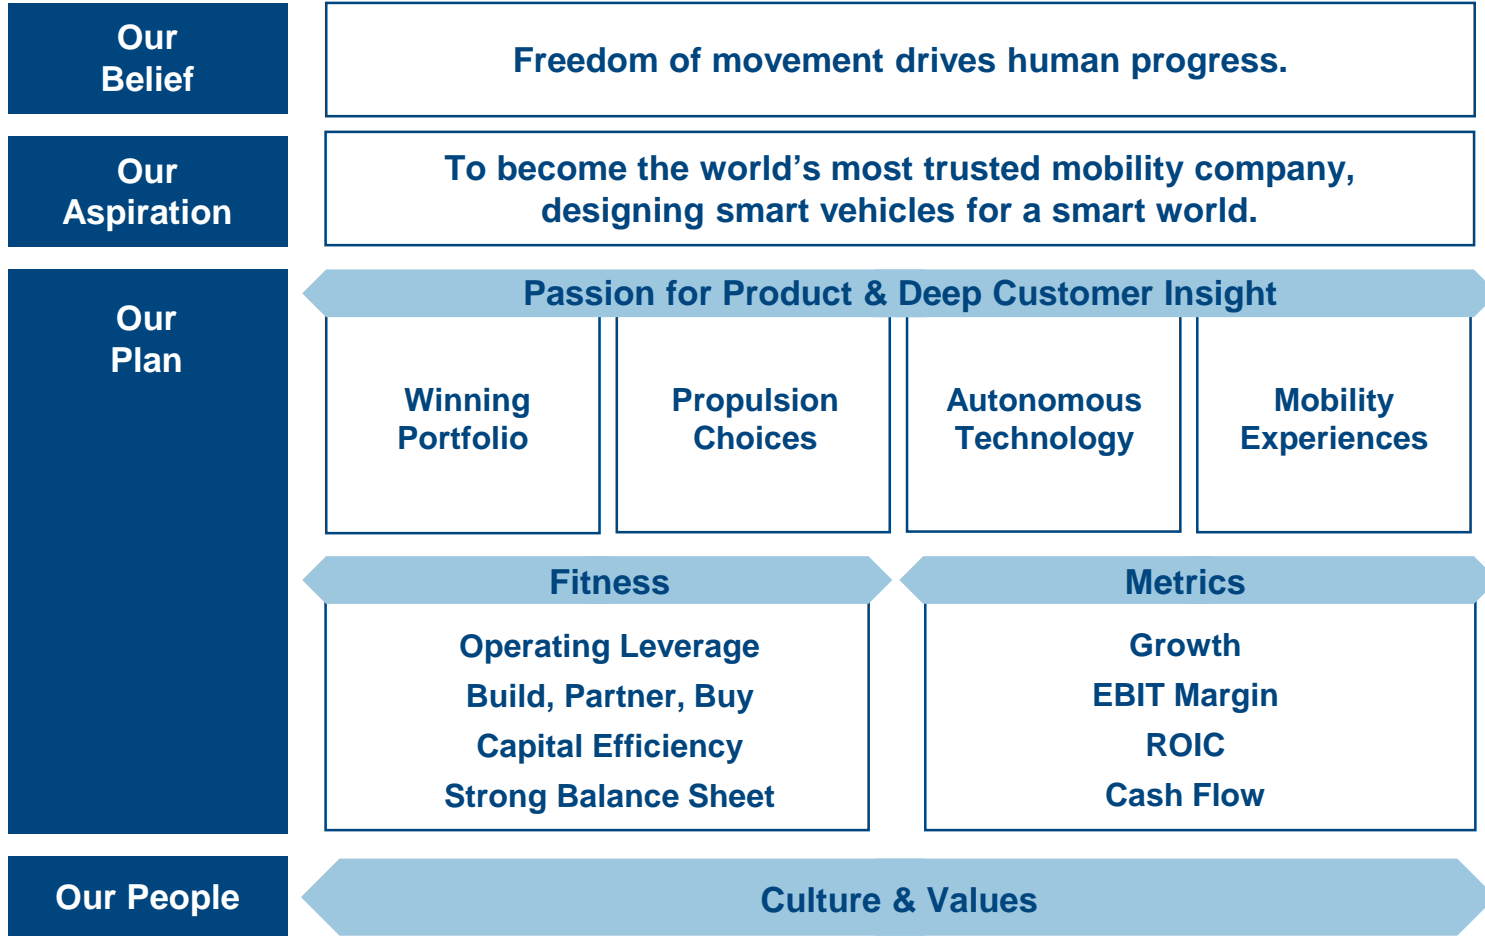 Our
Belief
Freedom of movement drives human progress.
Our
Aspiration
To become the world’s most trusted mobility company,
designing smart vehicles for a smart world.
Our
Plan
Passion for Product & Deep Customer Insight
Winning
Portfolio
Propulsion
Choices
Autonomous
Technology
Mobility
Experiences
Fitness
Operating Leverage
Build, Partner, Buy
Capital Efficiency
Strong Balance Sheet
Metrics
Growth
EBIT Margin
ROIC
Cash Flow
Our People
Culture & Values